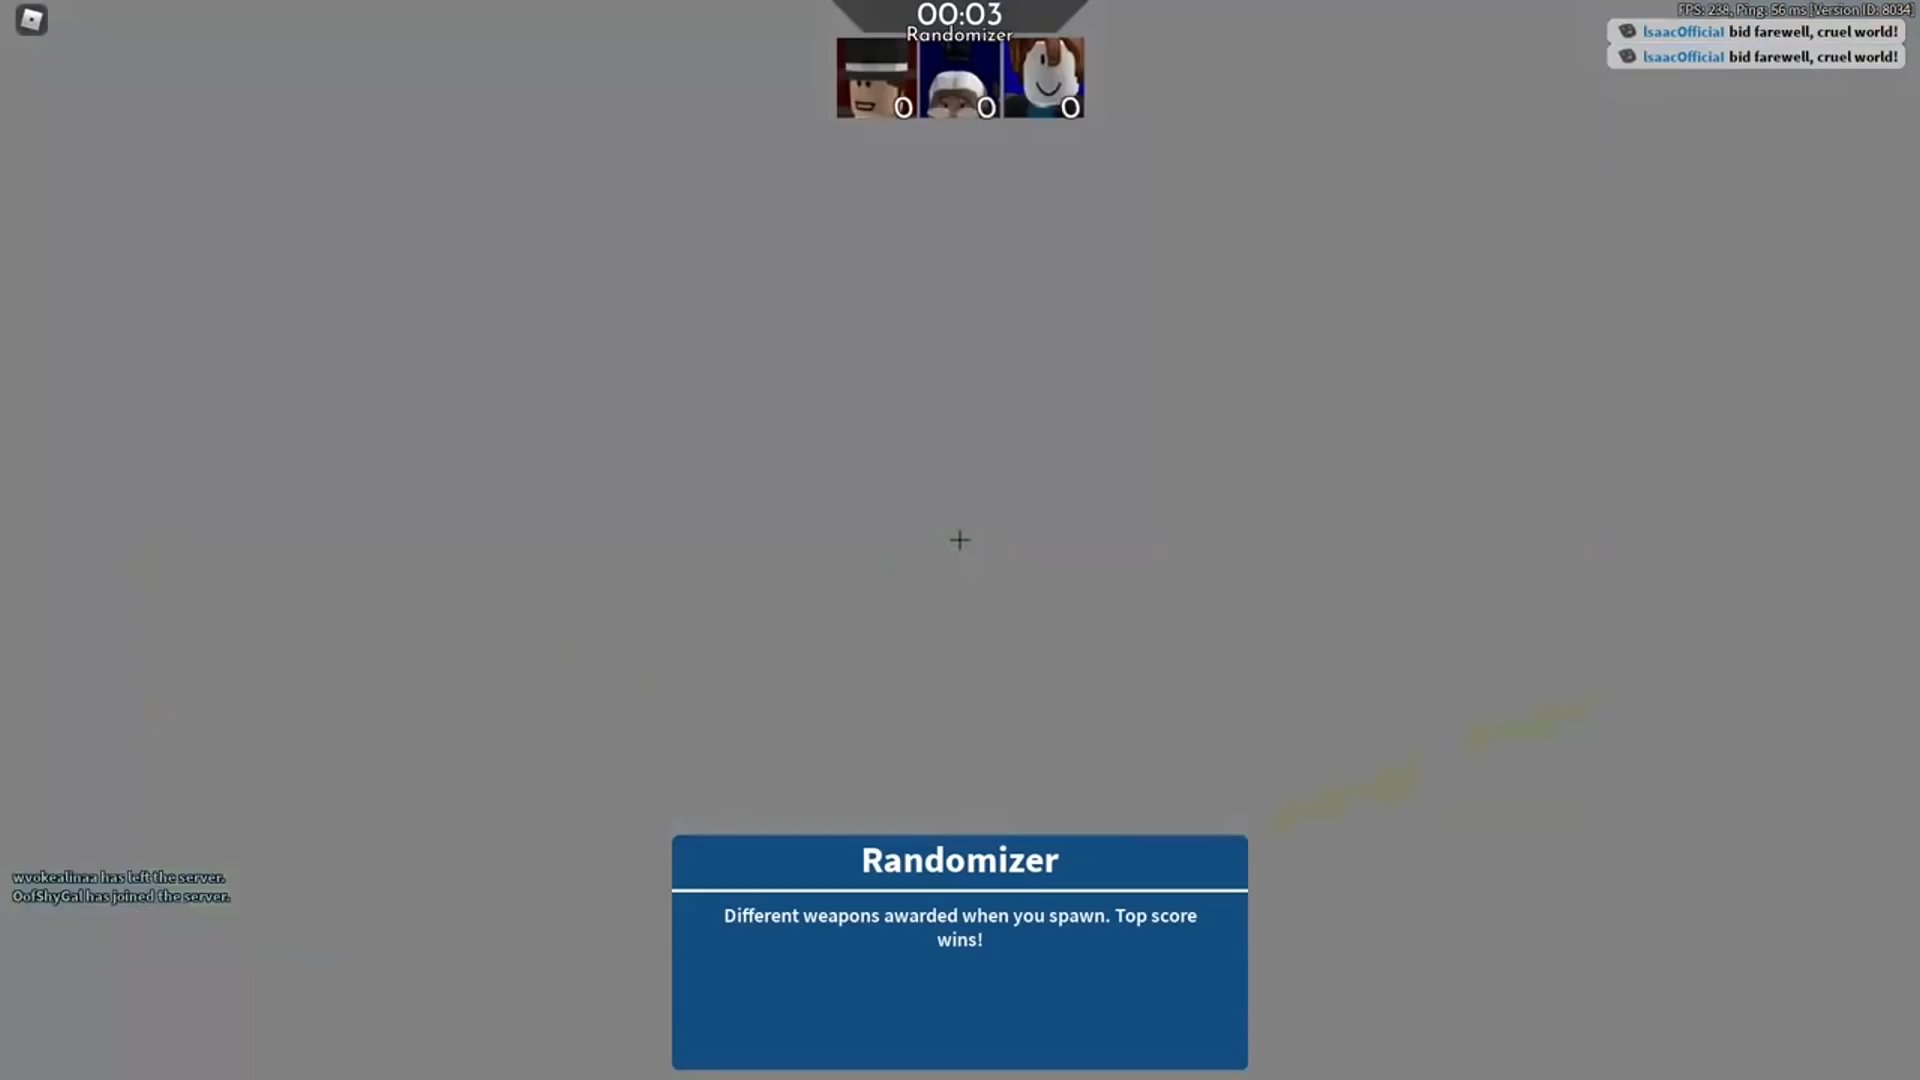 00:03
Randomizer
0 0 0
FPS: 238, Ping: 56 ms [Version ID: 8034]
IsaacOfficial bid farewell, cruel world!
IsaacOfficial bid farewell, cruel world!
wvokealinaa has left the server.
OofShyGal has joined the server.
Randomizer
Different weapons awarded when you spawn. Top score
wins!